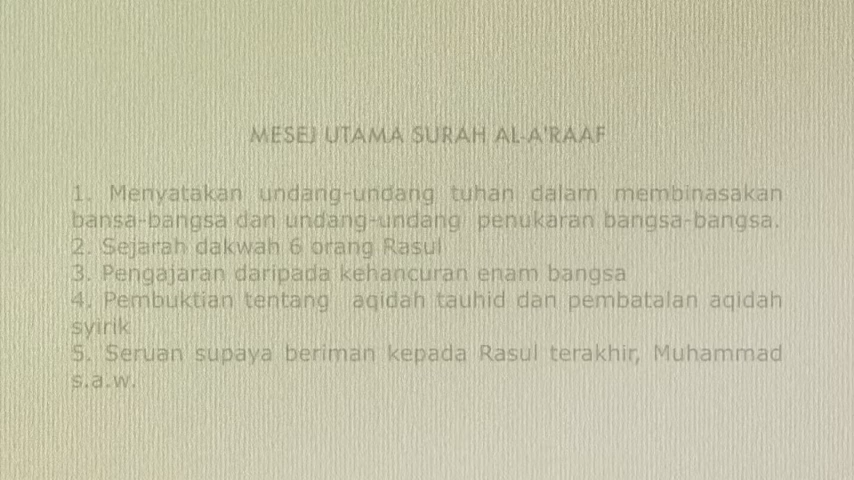 MESEJ UTAMA SURAH AL-A'RAAF
1. Menyatakan undang-undang tuhan dalam membinasakan
bansa-bangsa dan undang-undang penukaran bangsa-bangsa.
2. Sejarah dakwah 6 orang Rasul
3. Pengajaran daripada kehancuran enam bangsa
4. Pembuktian tentang aqidah tauhid dan pembatalan aqidah
syirik
5. Seruan supaya beriman kepada Rasul terakhir, Muhammad
s.a.w.